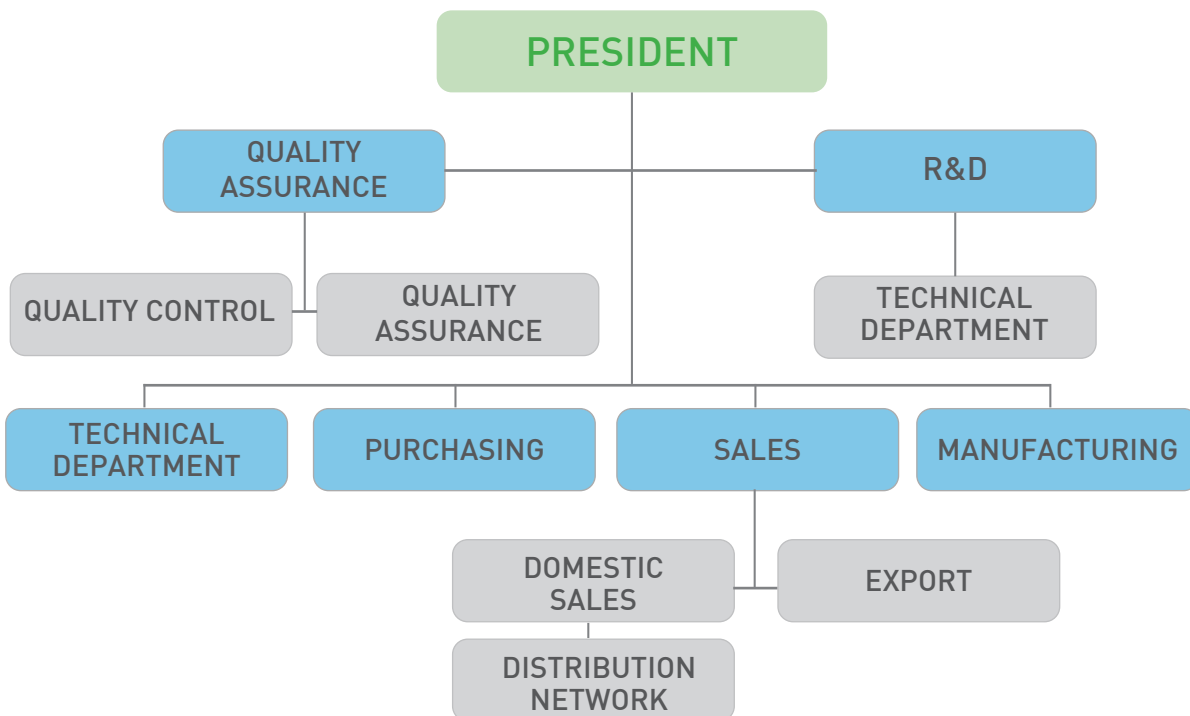 PRESIDENT
QUALITY
ASSURANCE
R&D
QUALITY CONTROL
QUALITY
ASSURANCE
TECHNICAL
DEPARTMENT
TECHNICAL
DEPARTMENT
PURCHASING
SALES
MANUFACTURING
DOMESTIC
SALES
EXPORT
DISTRIBUTION
NETWORK